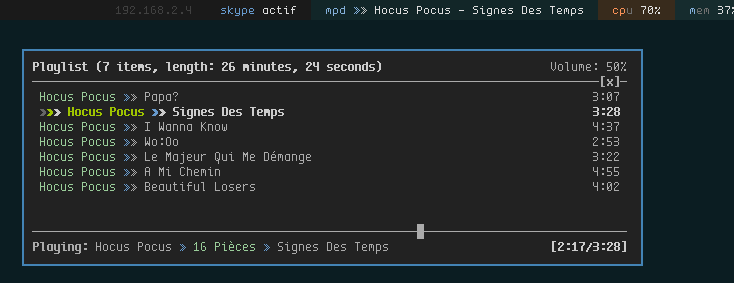 192.168.2.4 skype actif mpd >> Hocus Pocus - Signes Des Temps cpu 70% mem 37%
Playlist (7 items, length: 26 minutes, 24 seconds) Volume: 50%
[x]
Hocus Pocus >> Papa? 3:07
>>> Hocus Pocus >> Signes Des Temps 3:28
Hocus Pocus >> I Wanna Know 4:37
Hocus Pocus >> Wo:Oo 2:53
Hocus Pocus >> Le Majeur Qui Me Démange 3:22
Hocus Pocus >> A Mi Chemin 4:55
Hocus Pocus >> Beautiful Losers 4:02
Playing: Hocus Pocus » 16 Pièces » Signes Des Temps [2:17/3:28]